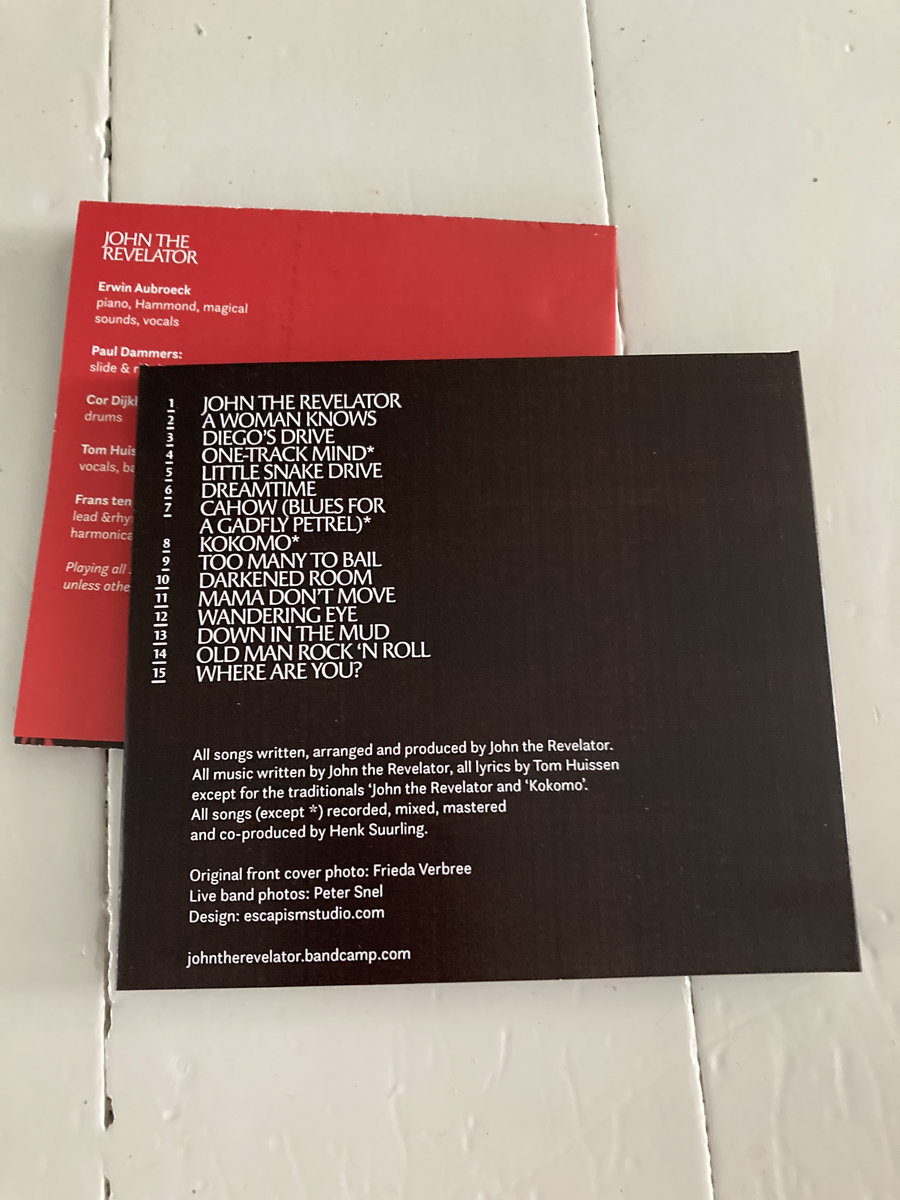 JOHN THE
REVELATOR
Erwin Aubroeck
piano, Hammond, magical
sounds, vocals
Paul Dammers:
slide &
Cor
drums
Tom
vocals,
Frans ten
lead
harmonica
Playing all
unless
1 JOHN THE REVELATOR
2 A WOMAN KNOWS
3 DIEGO'S DRIVE
4 ONE-TRACK MIND*
5 LITTLE SNAKE DRIVE
6 DREAMTIME
7 CAHOW (BLUES FOR
A GADFLY PETREL)*
8 KOKOMO*
9 TOO MANY TO BAIL
10 DARKENED ROOM
11 MAMA DON'T MOVE
12 WANDERING EYE
13 DOWN IN THE MUD
14 OLD MAN ROCK ‘N ROLL
15 WHERE ARE YOU?
All songs written, arranged and produced by John the Revelator.
All music written by John the Revelator, all lyrics by Tom Huissen
except for the traditionals ‘John the Revelator and ‘Kokomo’.
All songs (except *) recorded, mixed, mastered
and co-produced by Henk Suurling.
Original front cover photo: Frieda Verbree
Live band photos: Peter Snel
Design: escapismstudio.com
johntherevelator.bandcamp.com